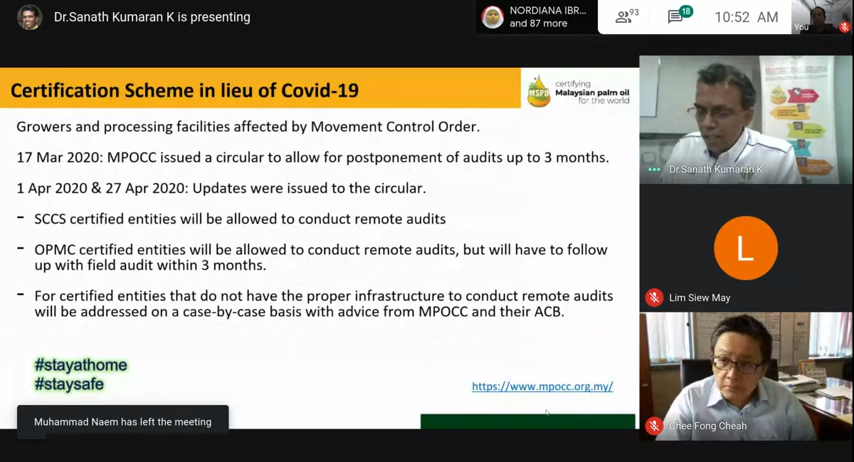 Dr.Sanath Kumaran K is presenting
NORDIANA IBR...
and 87 more
93
18
10:52 AM
You
Certification Scheme in lieu of Covid-19
MSPO
certifying
Malaysian palm oil
for the world
Growers and processing facilities affected by Movement Control Order.
17 Mar 2020: MPOCC issued a circular to allow for postponement of audits up to 3 months.
1 Apr 2020 & 27 Apr 2020: Updates were issued to the circular.
- SCCS certified entities will be allowed to conduct remote audits
- OPMC certified entities will be allowed to conduct remote audits, but will have to follow
up with field audit within 3 months.
- For certified entities that do not have the proper infrastructure to conduct remote audits
will be addressed on a case-by-case basis with advice from MPOCC and their ACB.
#stayathome
#staysafe
https://www.mpocc.org.my/
Muhammad Naem has left the meeting
Dr.Sanath Kumaran K
L
Lim Siew May
Chee Fong Cheah